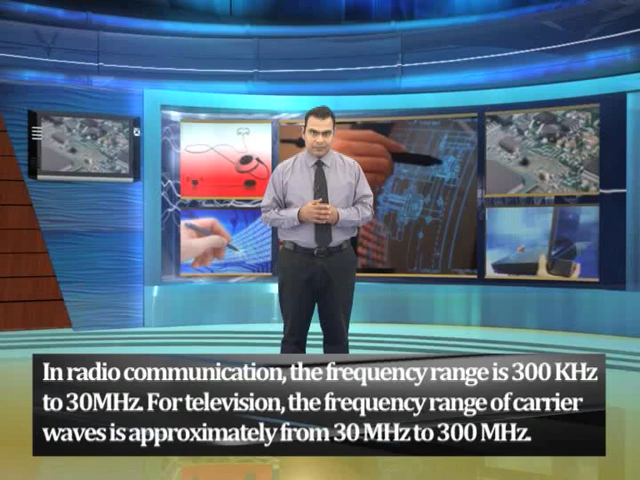 In radio communication, the frequency range is 300 KHz
to 30MHz. For television, the frequency range of carrier
waves is approximately from 30 MHz to 300 MHz.